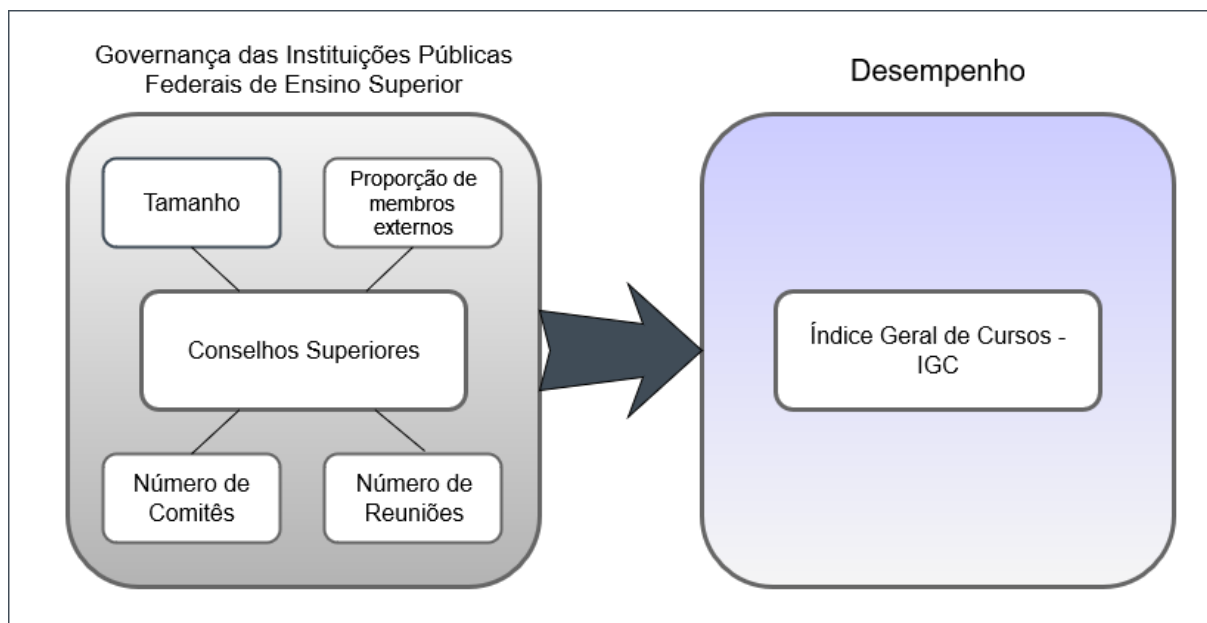 Governança das Instituições Públicas
Federais de Ensino Superior
Desempenho
Tamanho
Proporção de
membros
externos
Conselhos Superiores
Índice Geral de Cursos -
IGC
Número de
Comitês
Número de
Reuniões